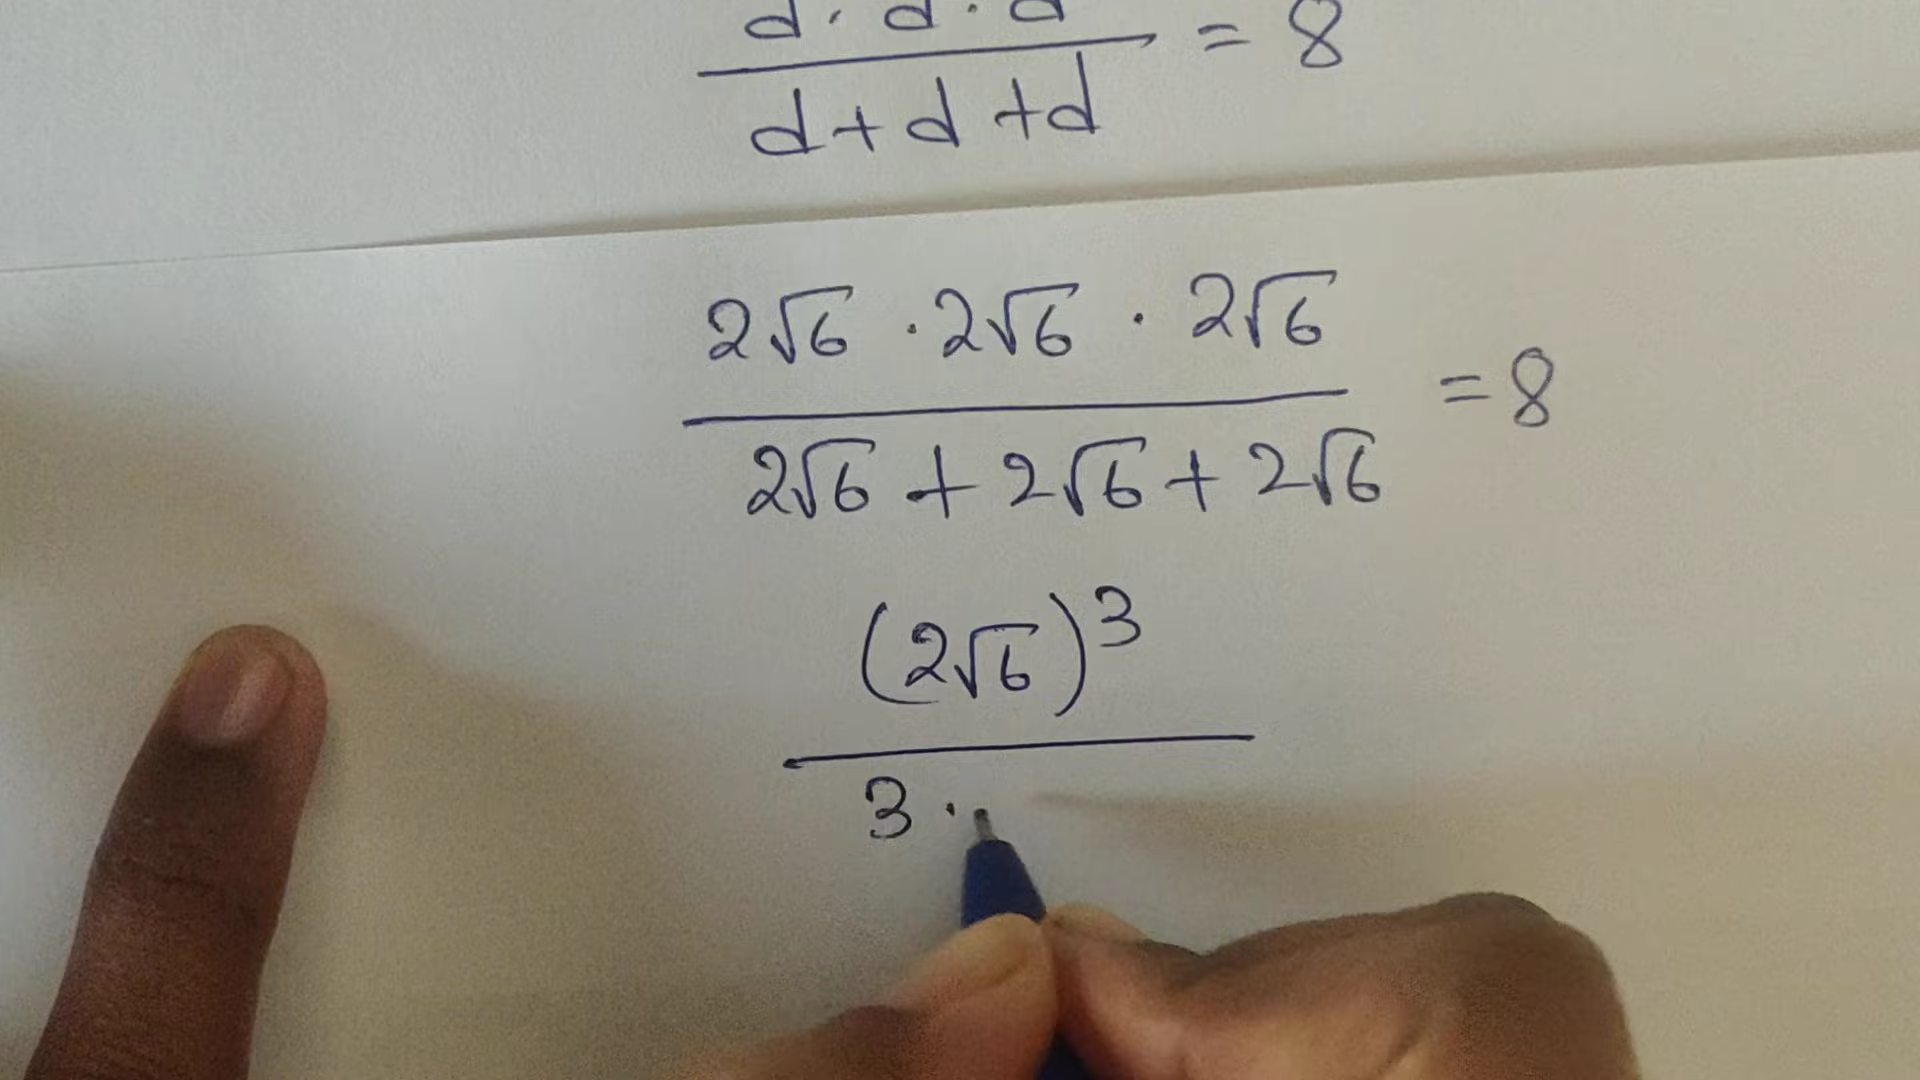 d · d · d
d + d + d = 8
2√6 · 2√6 · 2√6
2√6 + 2√6 + 2√6 = 8
(2√6)³
3 ·